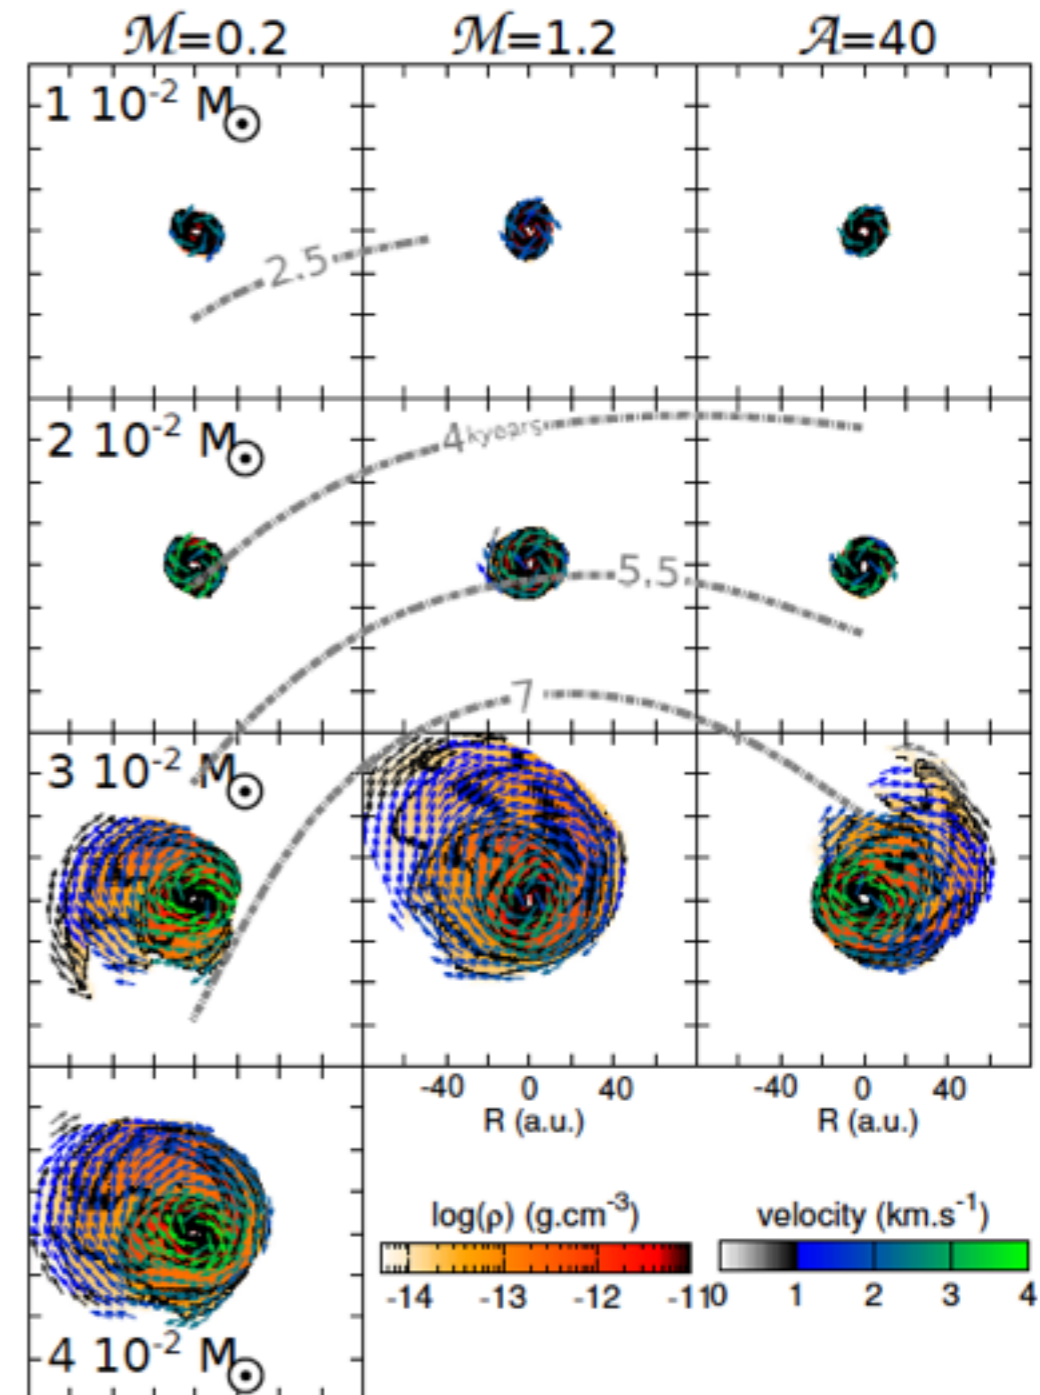 ℳ=0.2 ℳ=1.2 𝒜=40
1 10⁻² M⊙
2.5
2 10⁻² M⊙
4 kyears
5.5
7
3 10⁻² M⊙
-40 0 40 -40 0 40
R (a.u.) R (a.u.)
log(ρ) (g.cm⁻³) velocity (km.s⁻¹)
-14 -13 -12 -11 0 1 2 3 4
4 10⁻² M⊙